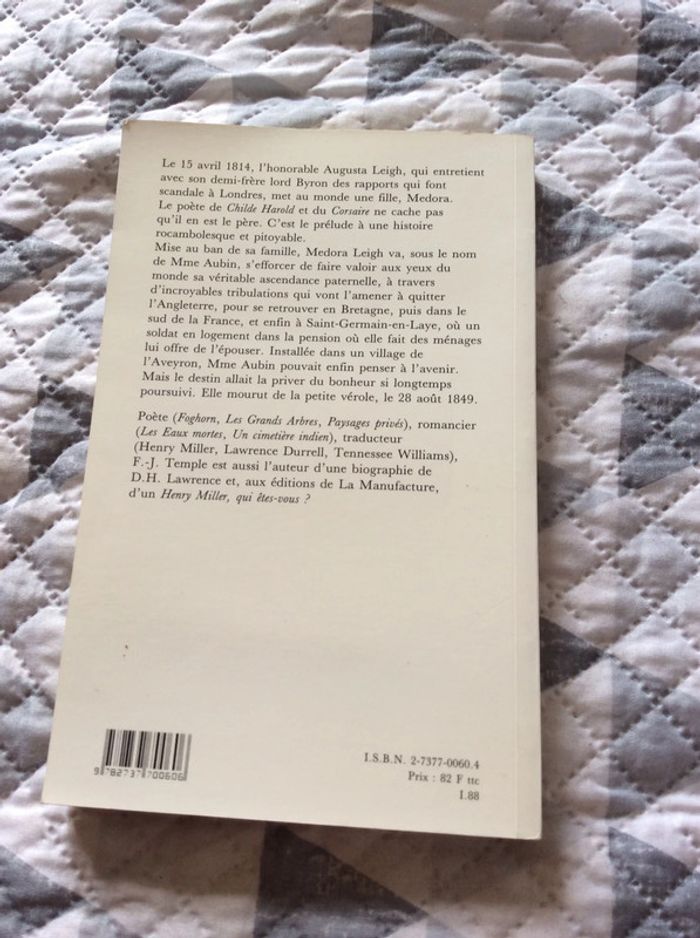 Le 15 avril 1814, l'honorable Augusta Leigh, qui entretient
avec son demi-frère lord Byron des rapports qui font
scandale à Londres, met au monde une fille, Medora.
Le poète de Childe Harold et du Corsaire ne cache pas
qu'il en est le père. C'est le prélude à une histoire
rocambolesque et pitoyable.
Mise au ban de sa famille, Medora Leigh va, sous le nom
de Mme Aubin, s'efforcer de faire valoir aux yeux du
monde sa véritable ascendance paternelle, à travers
d'incroyables tribulations qui vont l'amener à quitter
l'Angleterre, pour se retrouver en Bretagne, puis dans le
sud de la France, et enfin à Saint-Germain-en-Laye, où un
soldat en logement dans la pension où elle fait des ménages
lui offre de l'épouser. Installée dans un village de
l'Aveyron, Mme Aubin pouvait enfin penser à l'avenir.
Mais le destin allait la priver du bonheur si longtemps
poursuivi. Elle mourut de la petite vérole, le 28 août 1849.
Poète (Foghorn, Les Grands Arbres, Paysages privés), romancier
(Les Eaux mortes, Un cimetière indien), traducteur
(Henry Miller, Lawrence Durrell, Tennessee Williams),
F.-J. Temple est aussi l'auteur d'une biographie de
D.H. Lawrence et, aux éditions de La Manufacture,
d'un Henry Miller, qui êtes-vous ?
I.S.B.N. 2-7377-0060.4
Prix : 82 F ttc
I.88
9 782737 700606